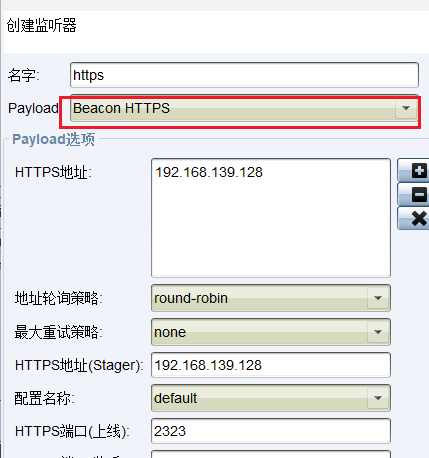 创建监听器
名字: https
Payload Beacon HTTPS
Payload选项
HTTPS地址: 192.168.139.128
地址轮询策略: round-robin
最大重试策略: none
HTTPS地址(Stager): 192.168.139.128
配置名称: default
HTTPS端口(上线): 2323